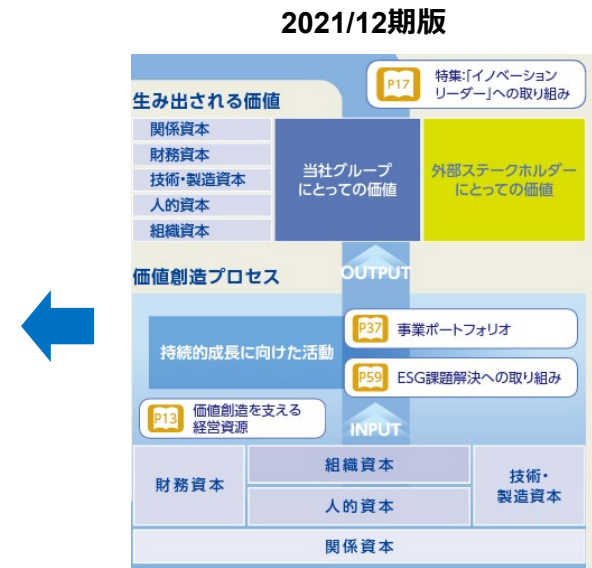 2021/12期版
P17
特集:「イノベーション
リーダー」への取り組み
生み出される価値
関係資本
財務資本
技術・製造資本
人的資本
組織資本
当社グループ
にとっての価値
外部ステークホルダー
にとっての価値
価値創造プロセス
OUTPUT
持続的成長に向けた活動
P37 事業ポートフォリオ
P59 ESG課題解決への取り組み
P13
価値創造を支える
経営資源
INPUT
財務資本
組織資本
人的資本
技術・
製造資本
関係資本